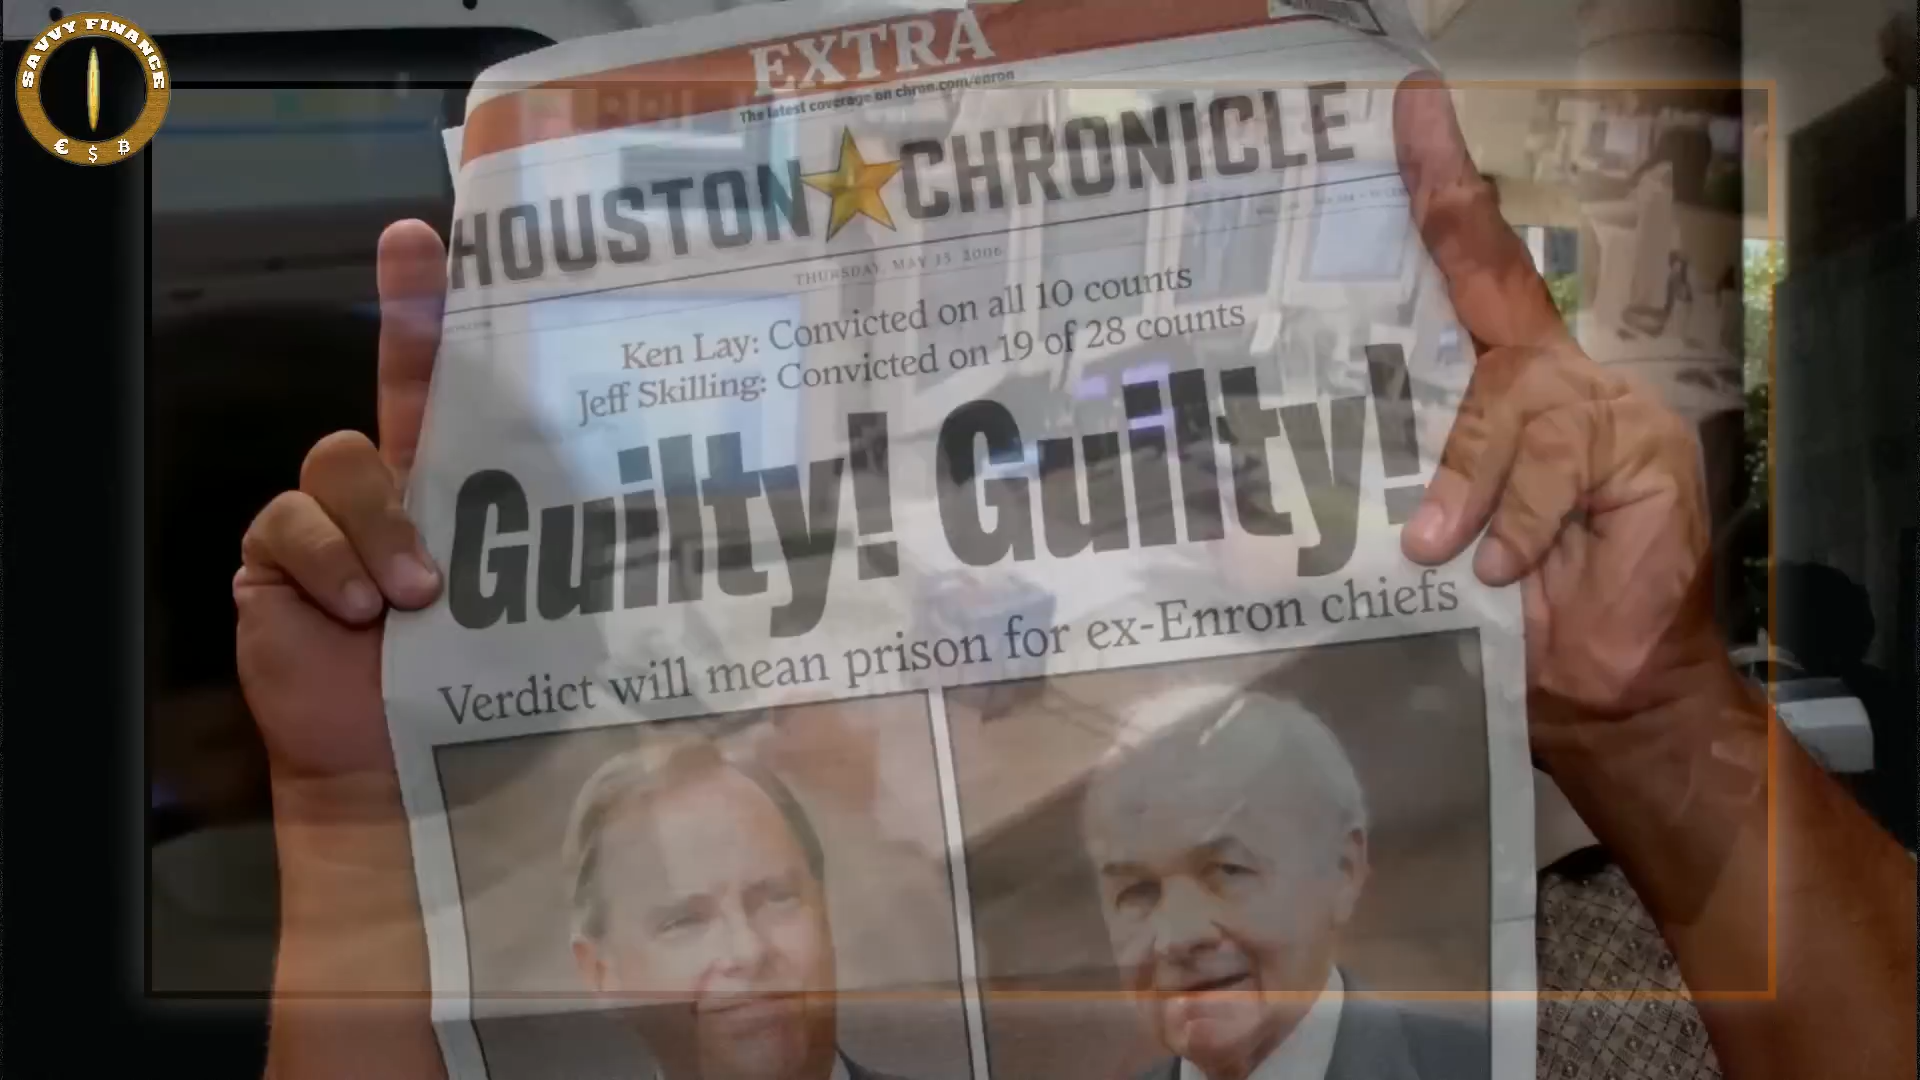 SAVVY FINANCE
€ $ ₿
EXTRA
The latest coverage on chron.com/enron
HOUSTON CHRONICLE
THURSDAY, MAY 25, 2006
Ken Lay: Convicted on all 10 counts
Jeff Skilling: Convicted on 19 of 28 counts
Guilty! Guilty!
Verdict will mean prison for ex-Enron chiefs